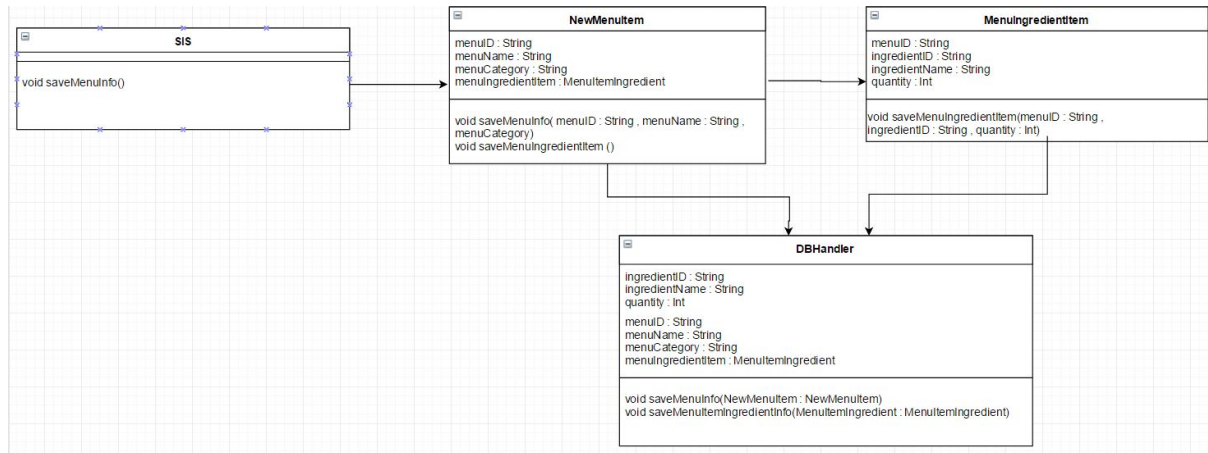 SIS
void saveMenuInfo()
NewMenuItem
menuID : String
menuName : String
menuCategory : String
menuIngredientItem : MenuItemIngredient
void saveMenuInfo( menuID : String , menuName : String ,
menuCategory)
void saveMenuIngredientItem ()
MenuIngredientItem
menuID : String
ingredientID : String
ingredientName : String
quantity : Int
void saveMenuIngredientItem(menuID : String ,
ingredientID : String , quantity : Int)
DBHandler
ingredientID : String
ingredientName : String
quantity : Int
menuID : String
menuName : String
menuCategory : String
menuIngredientItem : MenuItemIngredient
void saveMenuInfo(NewMenuItem : NewMenuItem)
void saveMenuItemIngredientInfo(MenuItemIngredient : MenuItemIngredient)